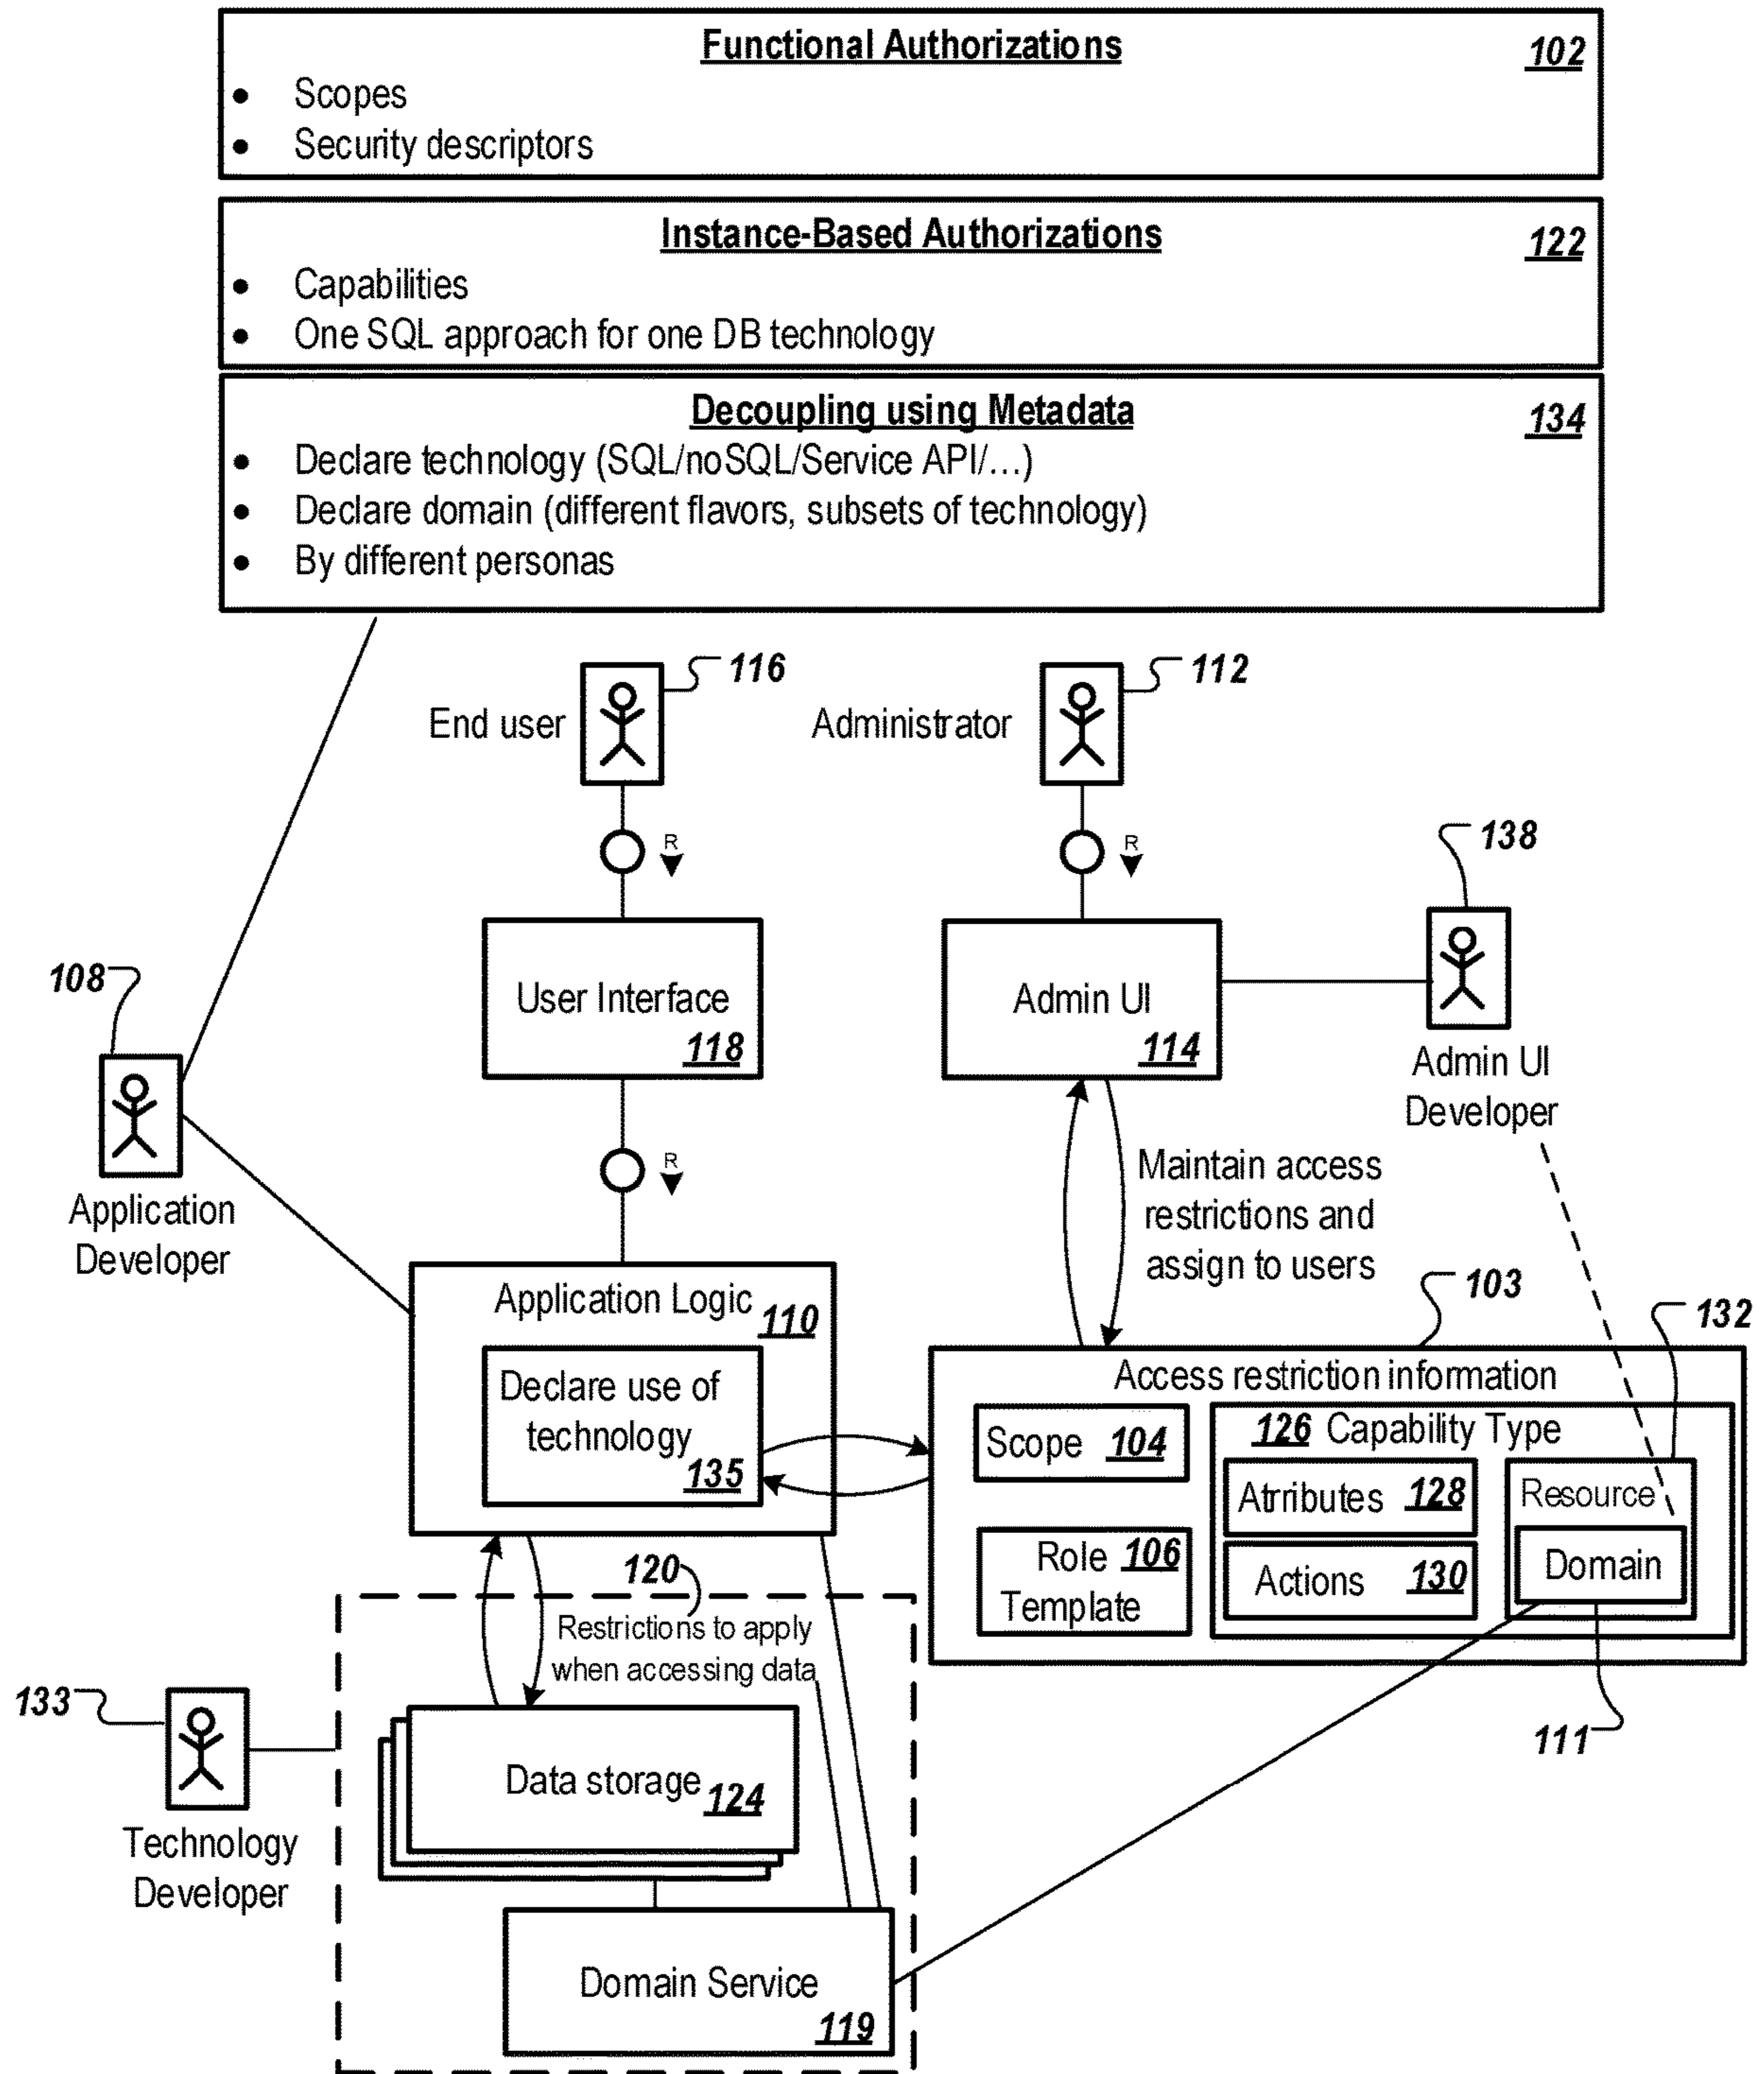 Functional Authorizations
102
• Scopes
• Security descriptors
Instance-Based Authorizations
122
• Capabilities
• One SQL approach for one DB technology
Decoupling using Metadata
134
• Declare technology (SQL/noSQL/Service API/...)
• Declare domain (different flavors, subsets of technology)
• By different personas
116
112
End user
Administrator
R
R
138
User Interface
118
Admin UI
114
108
Admin UI
Developer
R
Maintain access
restrictions and
assign to users
Application
Developer
103
132
Application Logic
110
Declare use of
technology
135
Access restriction information
Scope 104
126 Capability Type
Atrributes 128
Resource
Role 106
Template
Actions 130
Domain
120
Restrictions to apply
when accessing data
133
111
Data storage
124
Technology
Developer
Domain Service
119